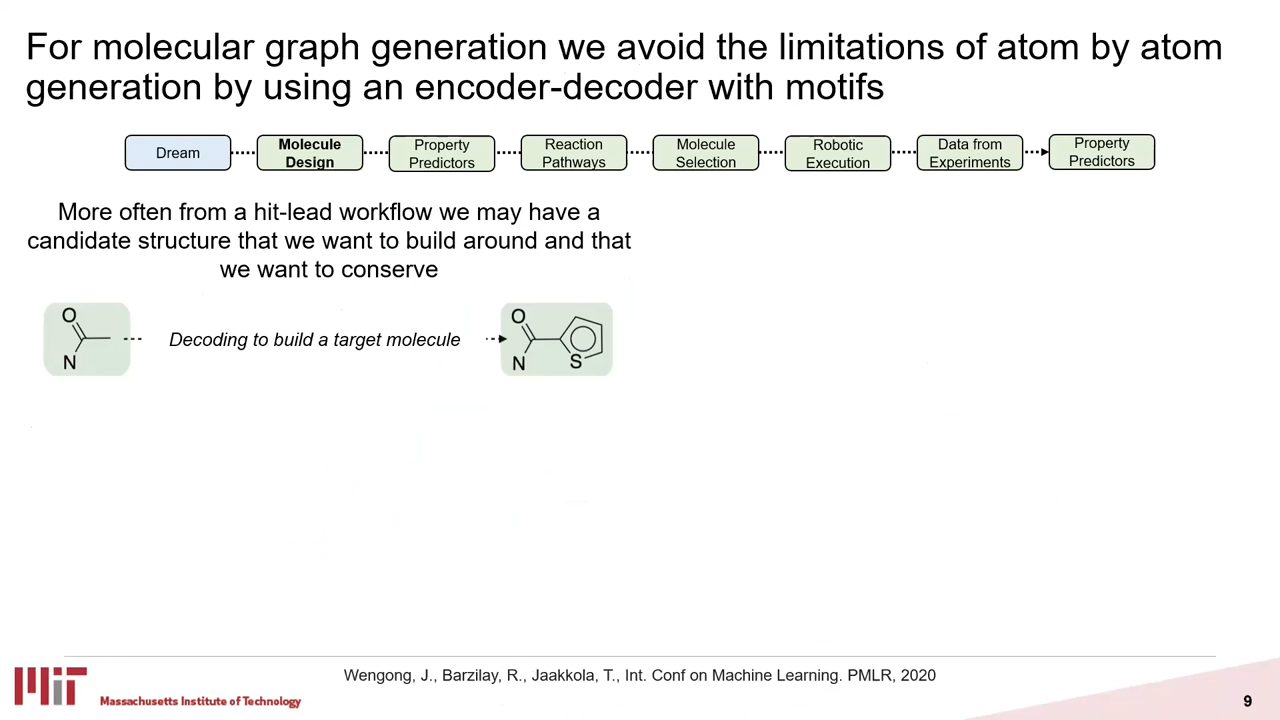 For molecular graph generation we avoid the limitations of atom by atom
generation by using an encoder-decoder with motifs
Dream
Molecule
Design
Property
Predictors
Reaction
Pathways
Molecule
Selection
Robotic
Execution
Data from
Experiments
Property
Predictors
More often from a hit-lead workflow we may have a
candidate structure that we want to build around and that
we want to conserve
O
N
Decoding to build a target molecule
O
N
S
Wengong, J., Barzilay, R., Jaakkola, T., Int. Conf on Machine Learning. PMLR, 2020
MIT
Massachusetts Institute of Technology
9